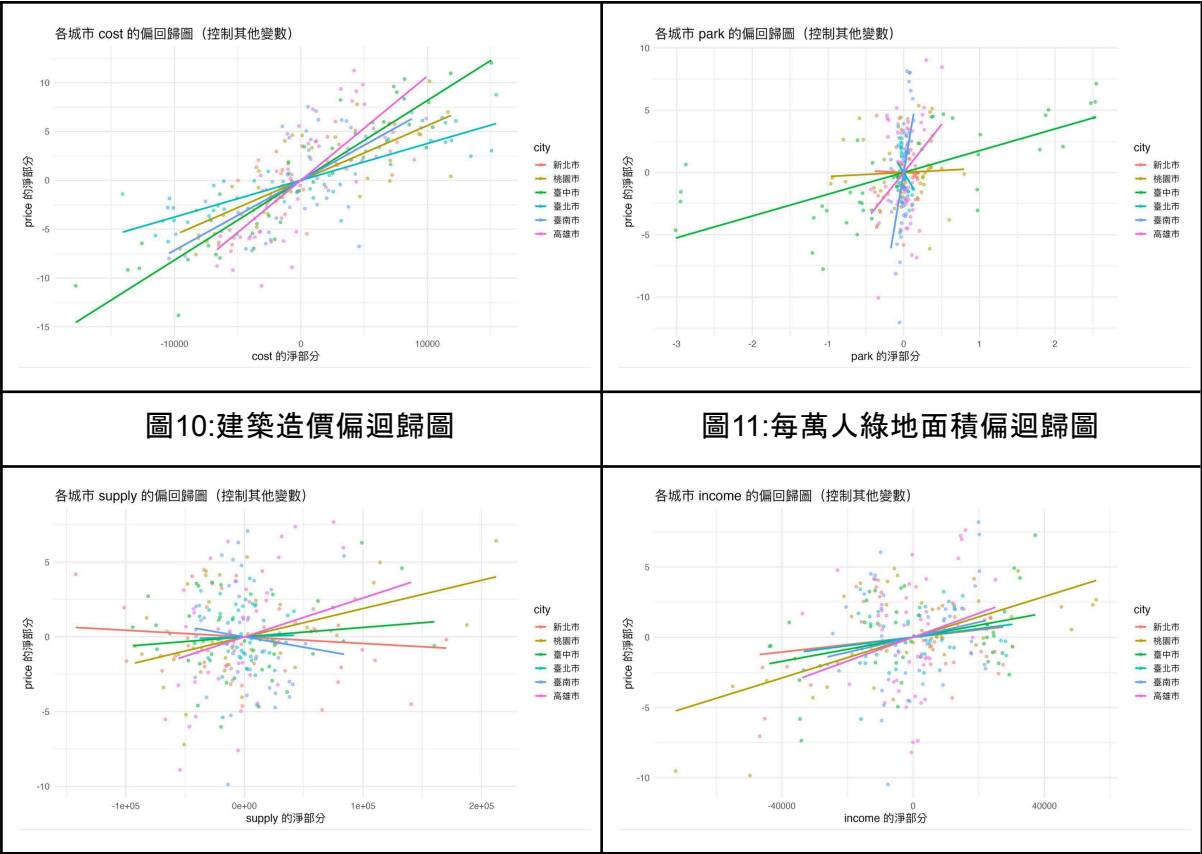 各城市 cost 的偏回歸圖（控制其他變數）
price 的淨部分
10
5
0
-5
-10
-15
-10000
0
10000
cost 的淨部分
city
新北市
桃園市
臺中市
臺北市
臺南市
高雄市
各城市 park 的偏回歸圖（控制其他變數）
price 的淨部分
10
5
0
-5
-10
-3
-2
-1
0
1
2
park 的淨部分
city
新北市
桃園市
臺中市
臺北市
臺南市
高雄市
圖10:建築造價偏迴歸圖
圖11:每萬人綠地面積偏迴歸圖
各城市 supply 的偏回歸圖（控制其他變數）
price 的淨部分
5
0
-5
-10
-1e+05
0e+00
1e+05
2e+05
supply 的淨部分
city
新北市
桃園市
臺中市
臺北市
臺南市
高雄市
各城市 income 的偏回歸圖（控制其他變數）
price 的淨部分
5
0
-5
-10
-40000
0
40000
income 的淨部分
city
新北市
桃園市
臺中市
臺北市
臺南市
高雄市